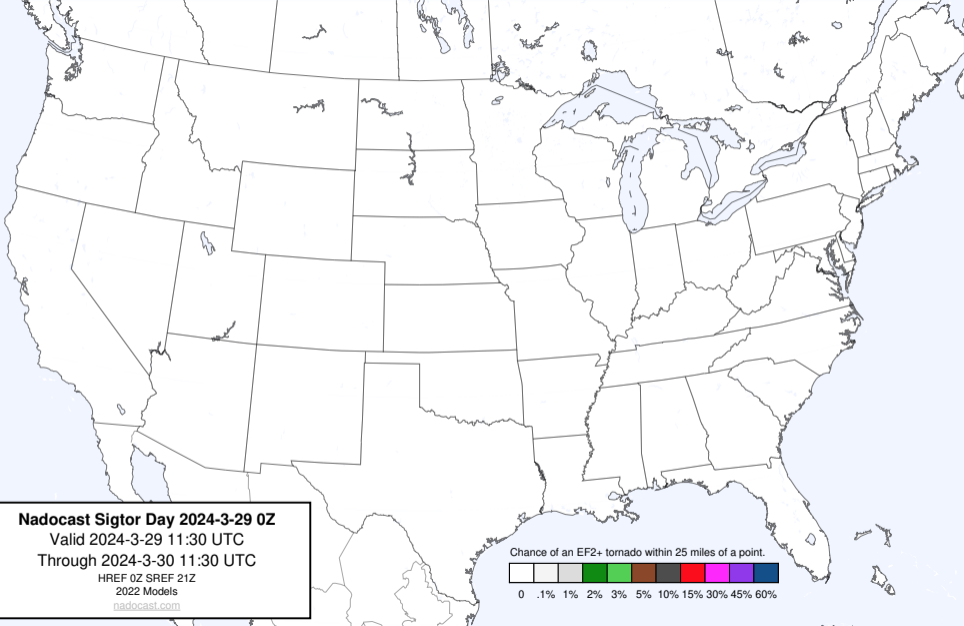 Nadocast Sigtor Day 2024-3-29 0Z
Valid 2024-3-29 11:30 UTC
Through 2024-3-30 11:30 UTC
HREF 0Z SREF 21Z
2022 Models
nadocast.com
Chance of an EF2+ tornado within 25 miles of a point.
0 .1% 1% 2% 3% 5% 10% 15% 30% 45% 60%